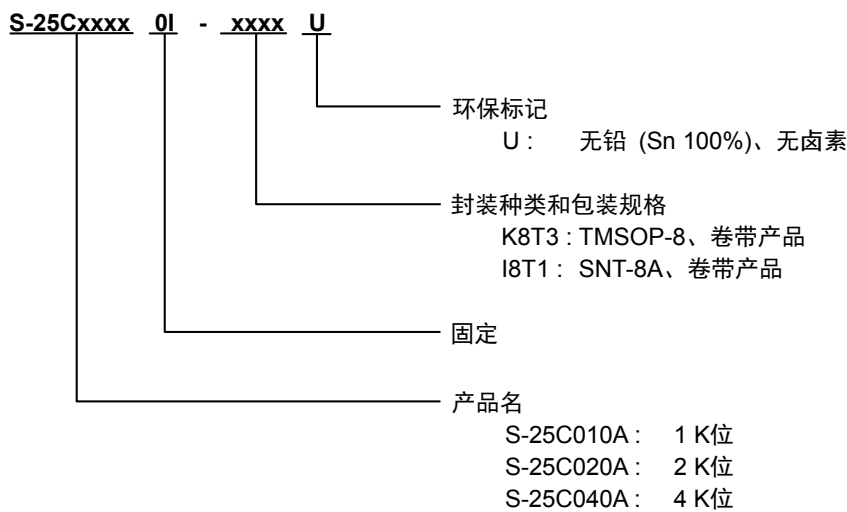 S-25Cxxxx 0I - xxxx U
环保标记
U : 无铅 (Sn 100%)、无卤素
封装种类和包装规格
K8T3 : TMSOP-8、卷带产品
I8T1 : SNT-8A、卷带产品
固定
产品名
S-25C010A : 1 K位
S-25C020A : 2 K位
S-25C040A : 4 K位